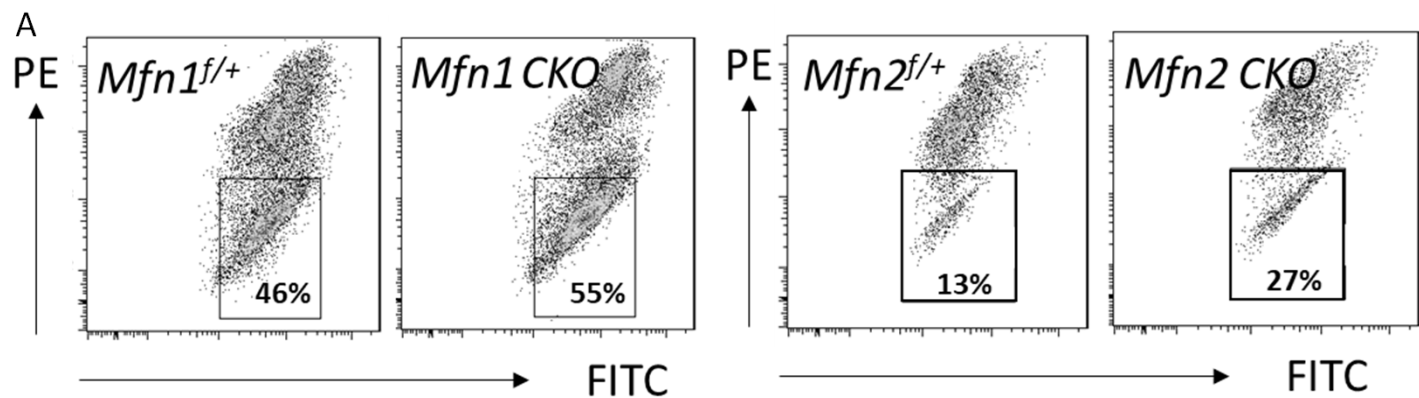 A
PE
Mfn1f/+
Mfn1 CKO
PE
Mfn2f/+
Mfn2 CKO
46%
55%
13%
27%
FITC
FITC